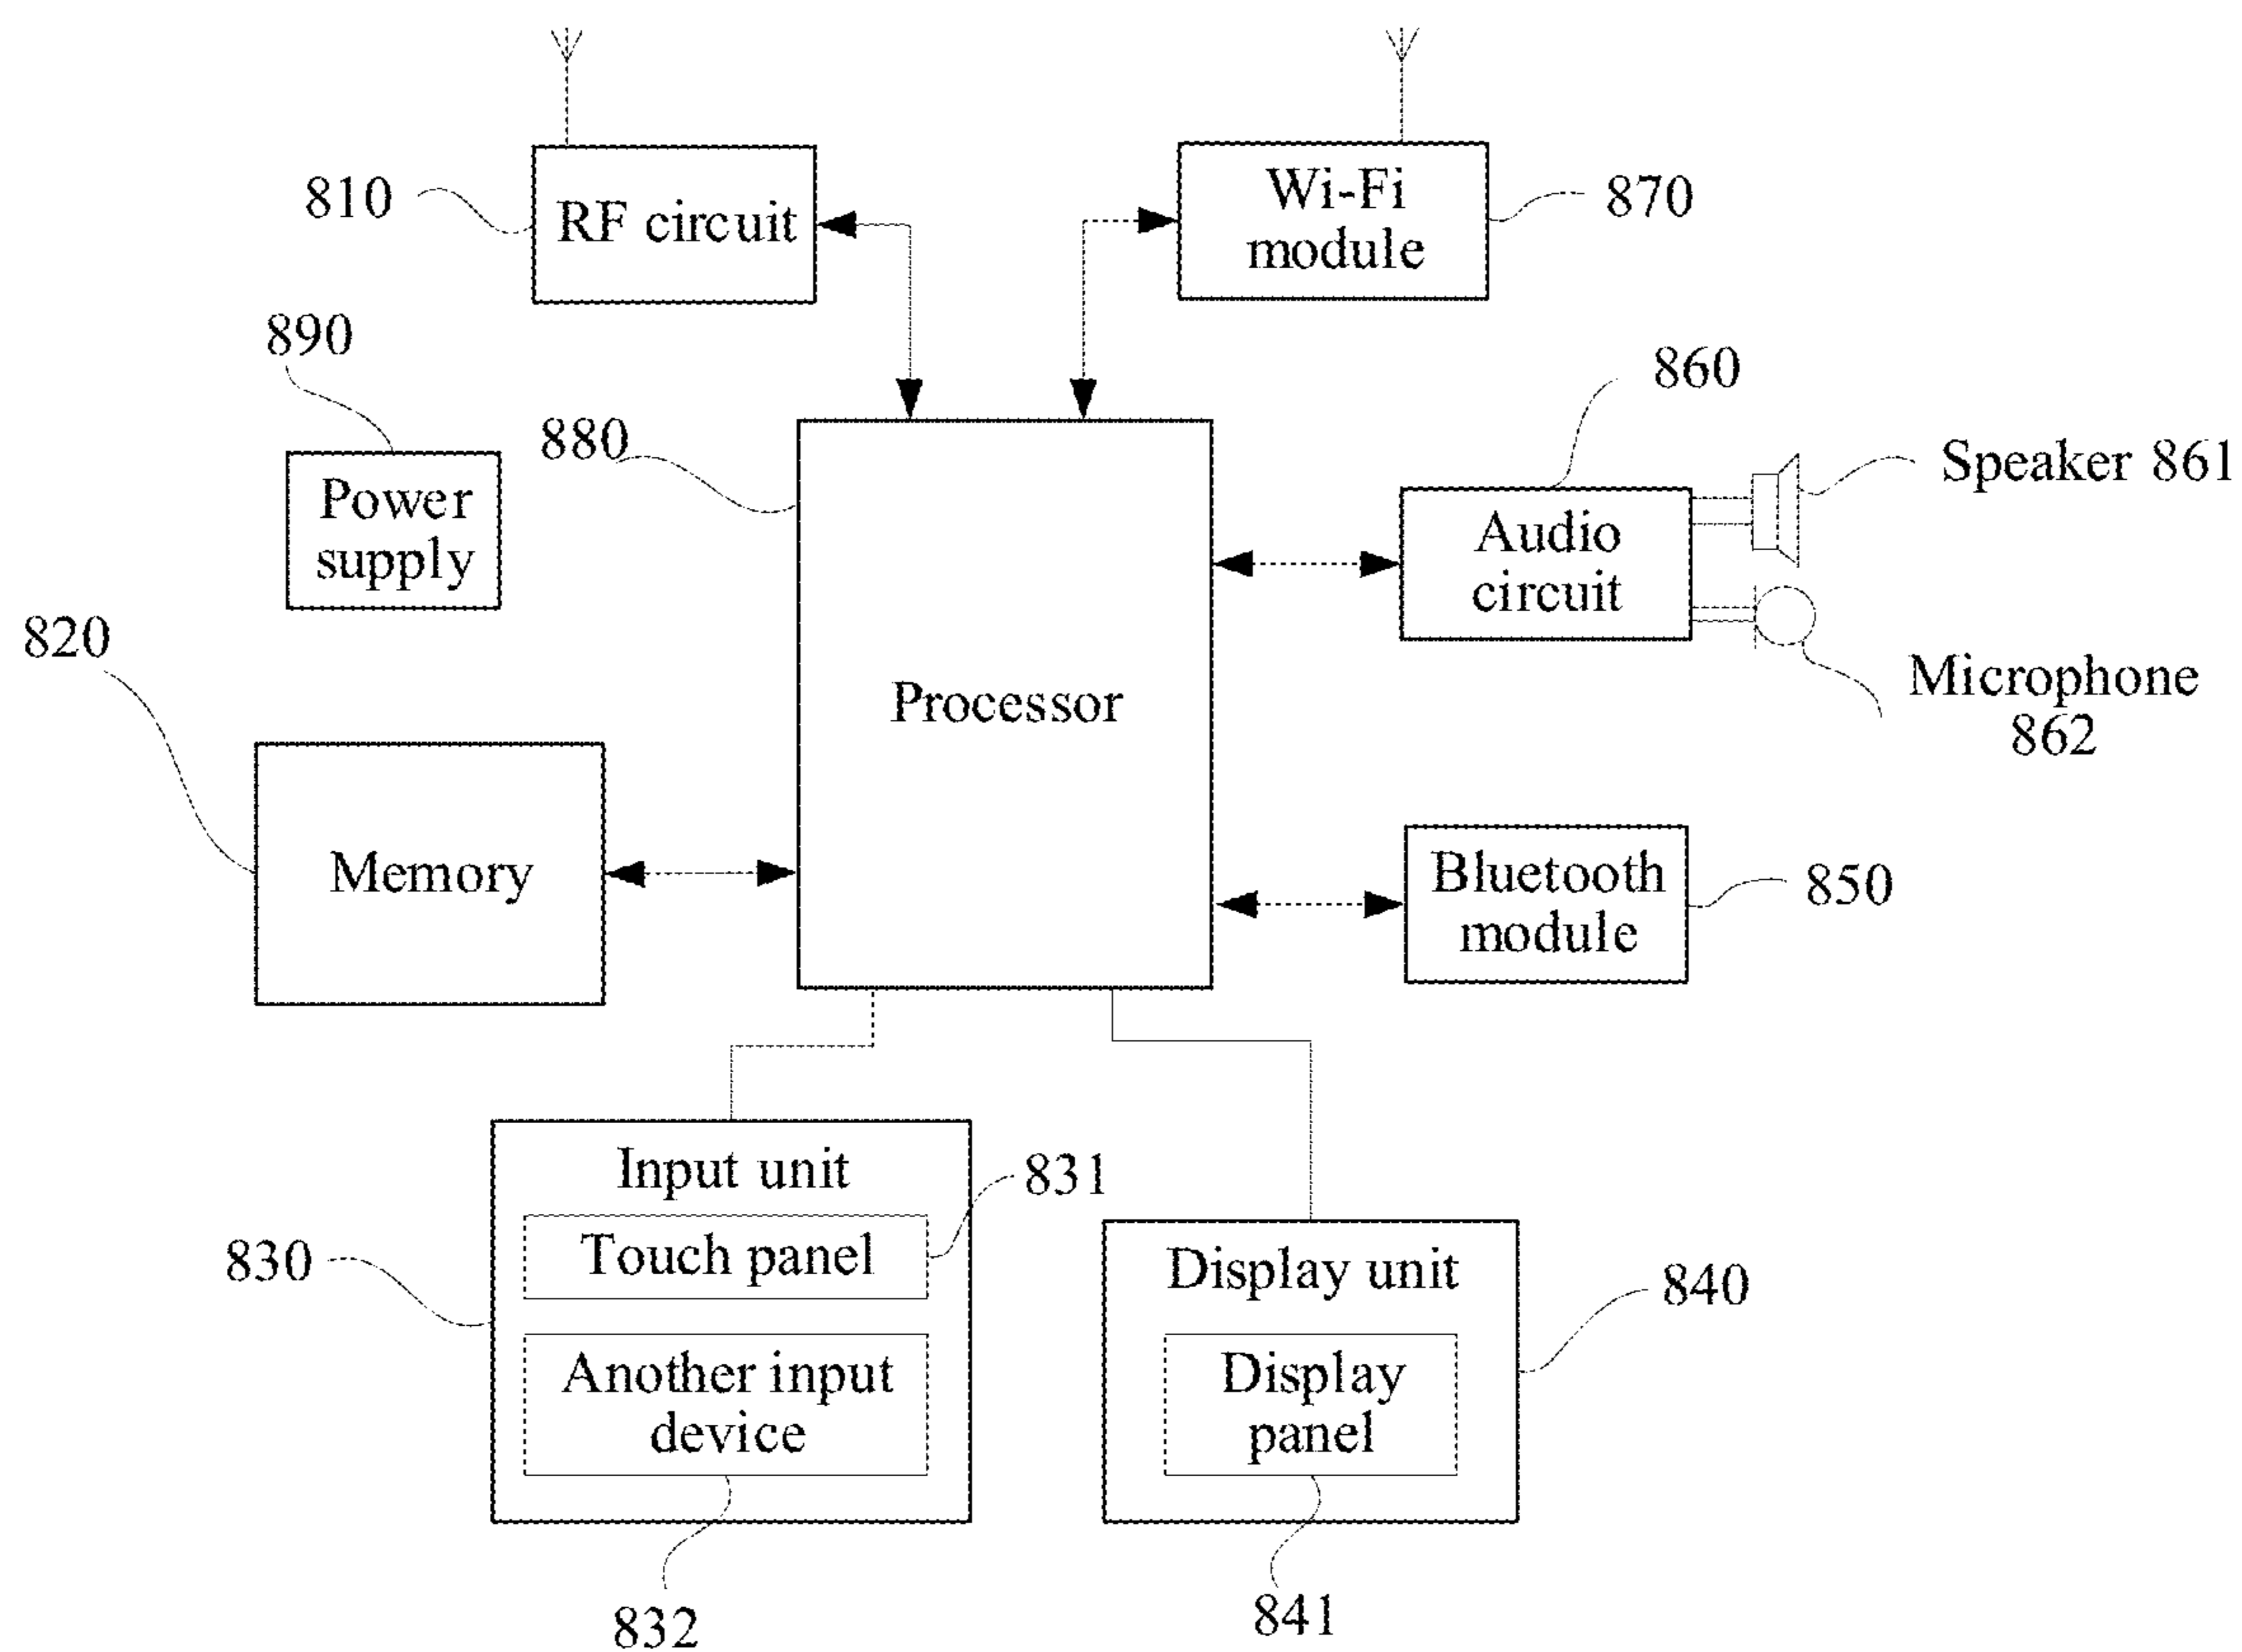 810
RF circuit
Wi-Fi
module
870
890
Power
supply
880
860
Audio
circuit
Speaker 861
Microphone
862
820
Memory
Processor
Bluetooth
module
850
Input unit
831
Touch panel
830
Another input
device
832
Display unit
840
Display
panel
841